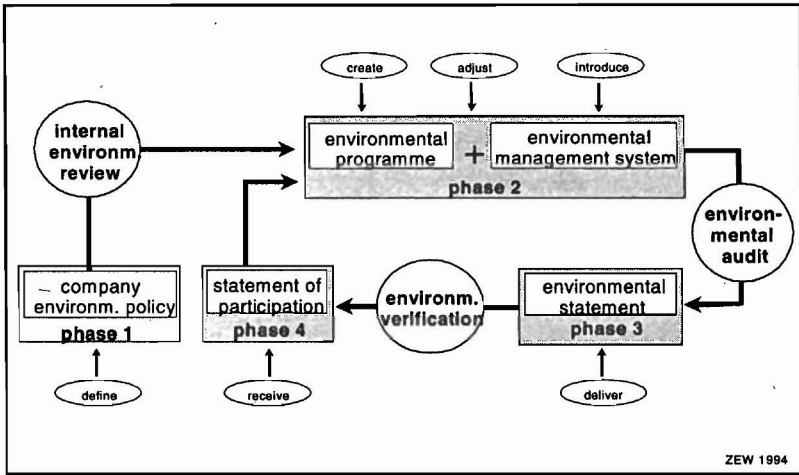 create
adjust
introduce
internal
environm.
review
environmental
programme
+
environmental
management system
phase 2
environ-
mental
audit
company
environm. policy
phase 1
statement of
participation
phase 4
environm.
verification
environmental
statement
phase 3
define
receive
deliver
ZEW 1994